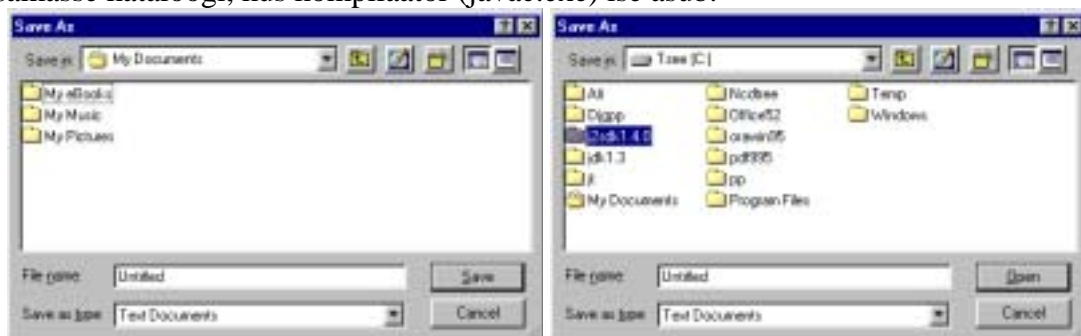 kataloogi, kus kompilaator (javac.exe) ise asub.
Save As
Save in: My Documents
My eBooks
My Music
My Pictures
File name: Untitled
Save
Save as type: Text Documents
Cancel
Save As
Save in: (C:)
Ati Ncdtree Temp
Djgpp Office52 Windows
j2sdk1.4.0 orawin95
jdk1.3 pdf995
pp
My Documents Program Files
File name: Untitled
Open
Save as type: Text Documents
Cancel